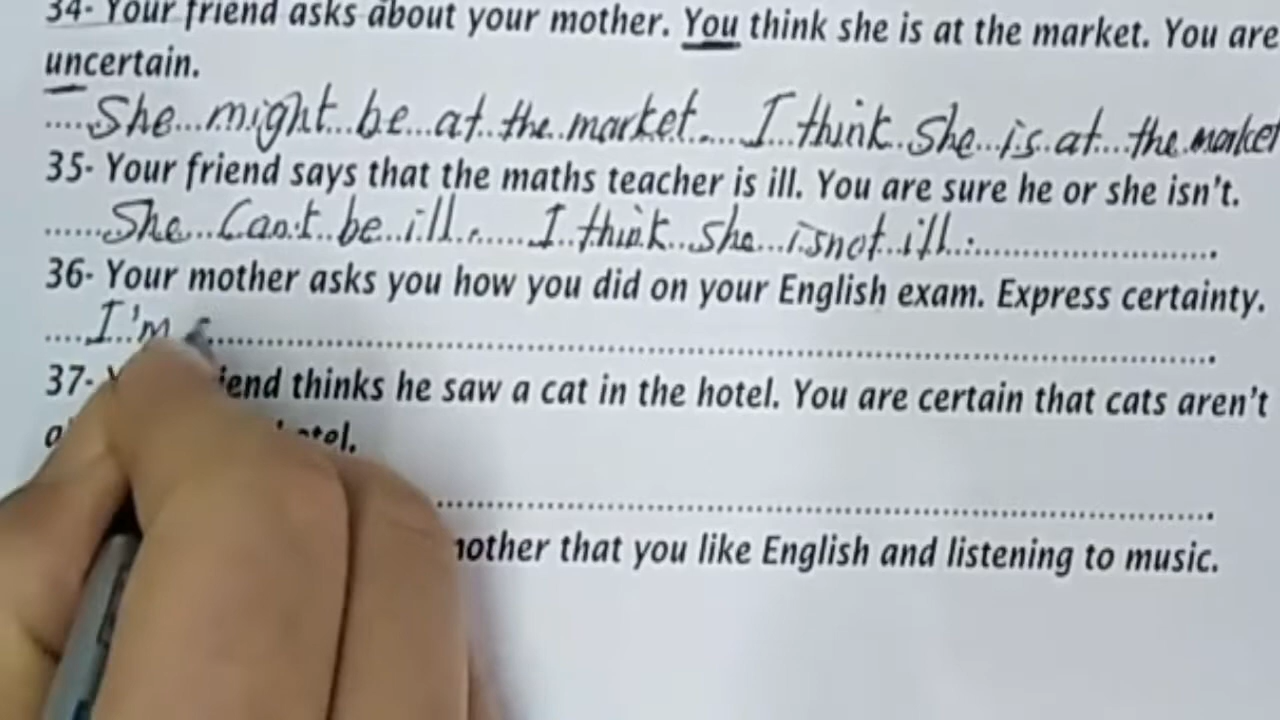 34- Your friend asks about your mother. You think she is at the market. You are
uncertain.
....She...might...be...at..the..market.....I think..She...is..at....the market
35- Your friend says that the maths teacher is ill. You are sure he or she isn't.
......She...Can't..be..ill.......I..think..she...isnot..ill..............................
36- Your mother asks you how you did on your English exam. Express certainty.
....I'm s..........................................................................................
37- friend thinks he saw a cat in the hotel. You are certain that cats aren't
hotel.
..........................................................................
mother that you like English and listening to music.